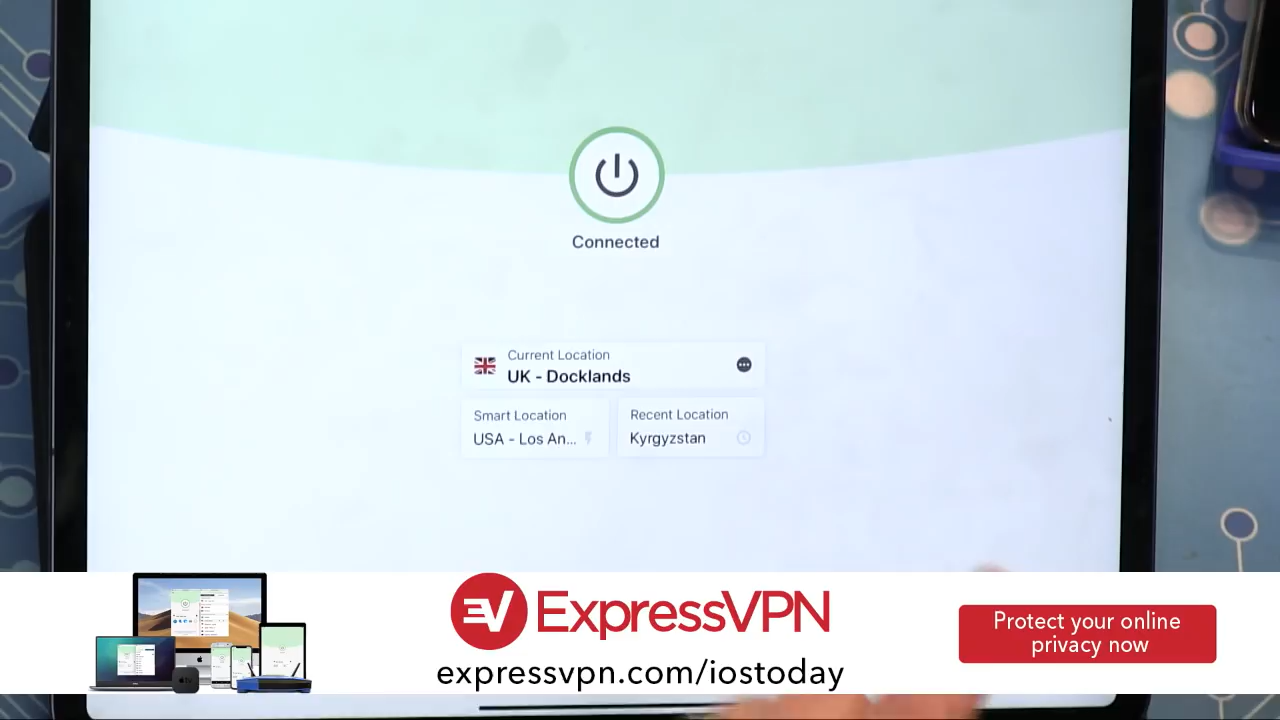 Connected
Current Location
UK - Docklands
Smart Location
USA - Los An...
Recent Location
Kyrgyzstan
EV ExpressVPN
expressvpn.com/iostoday
Protect your online
privacy now